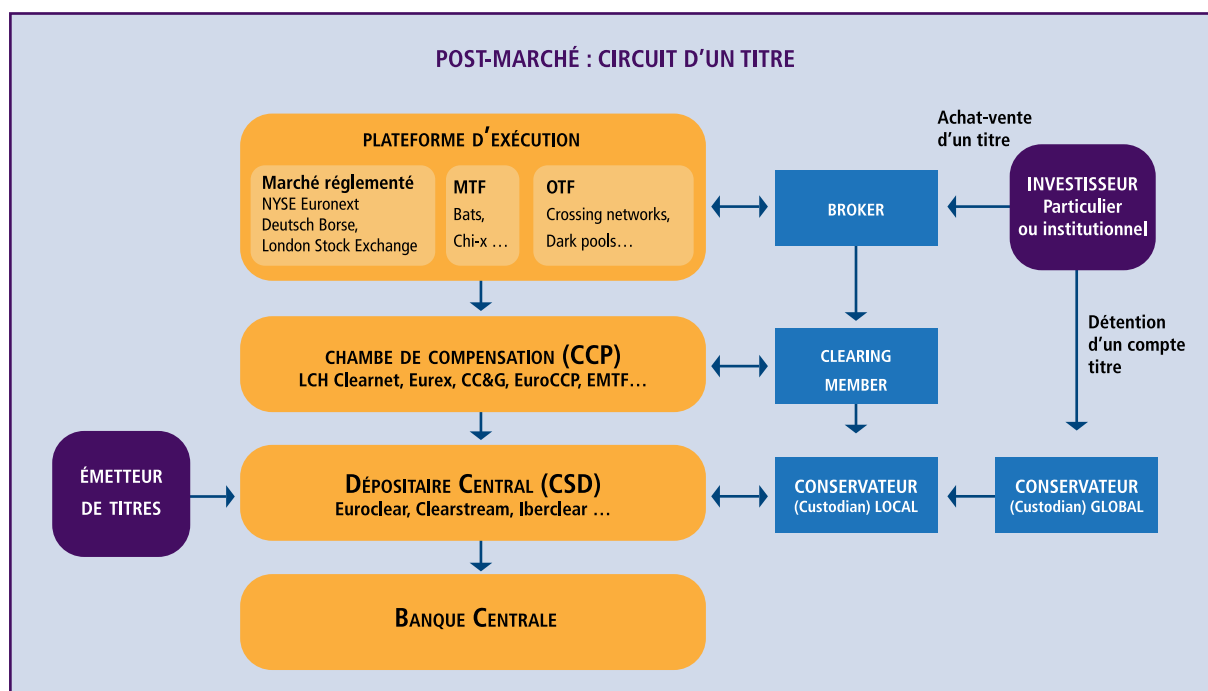 POST-MARCHÉ : CIRCUIT D'UN TITRE
PLATEFORME D'EXÉCUTION
Marché réglementé
NYSE Euronext
Deutsch Borse,
London Stock Exchange
MTF
Bats,
Chi-x …
OTF
Crossing networks,
Dark pools…
BROKER
Achat-vente
d'un titre
INVESTISSEUR
Particulier
ou institutionnel
CHAMBE DE COMPENSATION (CCP)
LCH Clearnet, Eurex, CC&G, EuroCCP, EMTF…
CLEARING
MEMBER
Détention
d'un compte
titre
ÉMETTEUR
DE TITRES
DÉPOSITAIRE CENTRAL (CSD)
Euroclear, Clearstream, Iberclear …
CONSERVATEUR
(Custodian) LOCAL
CONSERVATEUR
(Custodian) GLOBAL
BANQUE CENTRALE